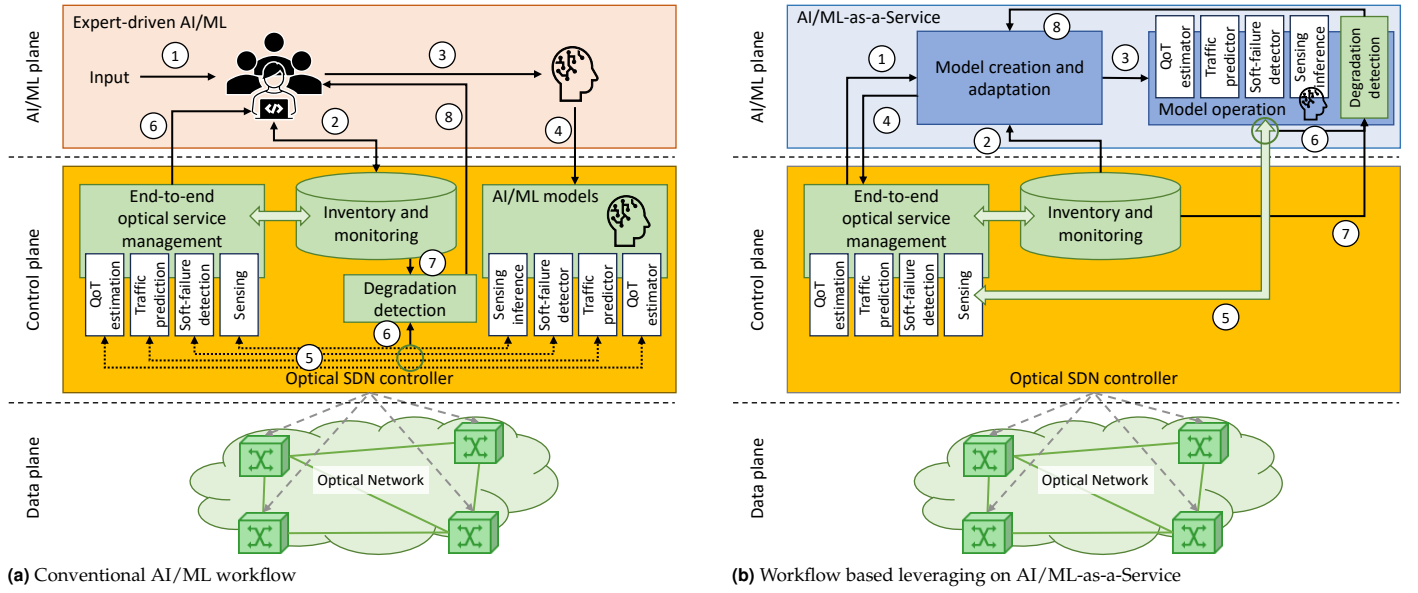 AI/ML plane
Expert-driven AI/ML
Input
1
2
3
4
6
8
</>
Control plane
End-to-end
optical service
management
Inventory and
monitoring
AI/ML models
7
Degradation
detection
6
5
QoT
estimation
Traffic
prediction
Soft-failure
detection
Sensing
Sensing
inference
Soft-failure
detector
Traffic
predictor
QoT
estimator
Optical SDN controller
Data plane
Optical Network
(a) Conventional AI/ML workflow
AI/ML plane
AI/ML-as-a-Service
1
4
Model creation and
adaptation
8
3
2
QoT
estimator
Traffic
predictor
Soft-failure
detector
Sensing
inference
Degradation
detection
Model operation
6
Control plane
End-to-end
optical service
management
Inventory and
monitoring
7
QoT
estimation
Traffic
prediction
Soft-failure
detection
Sensing
5
Optical SDN controller
Data plane
Optical Network
(b) Workflow based leveraging on AI/ML-as-a-Service